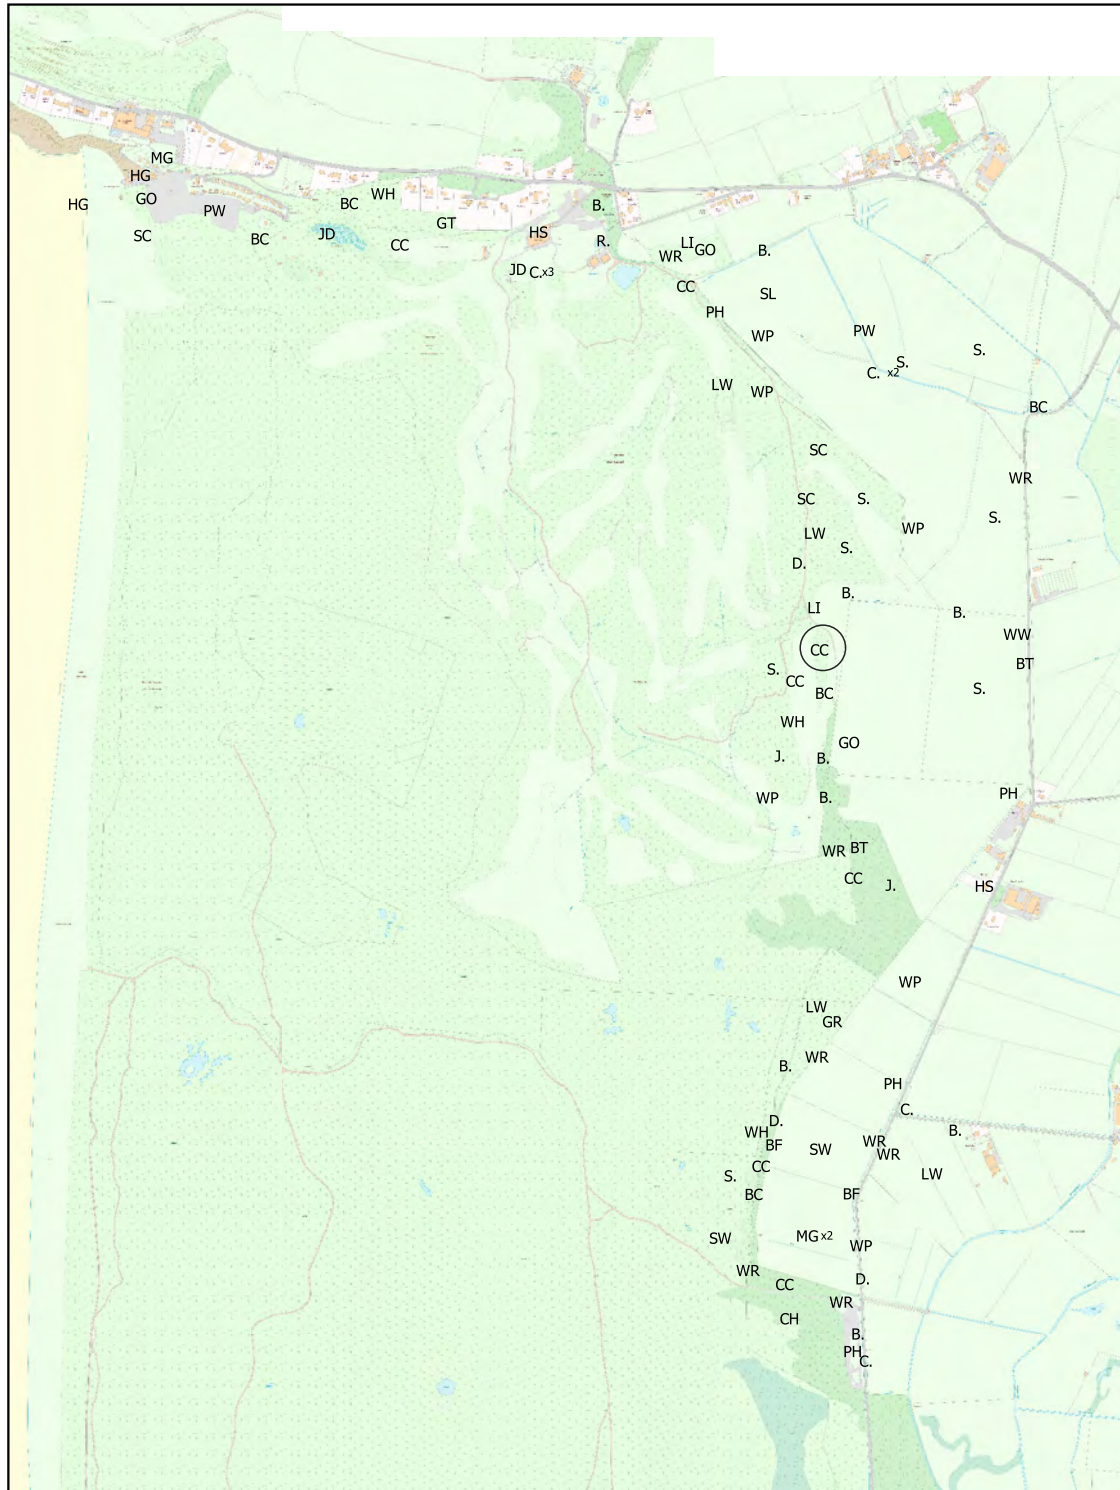 MG
HG
WH
GO
HG
BC
B.
PW
GT
SC
BC
JD
HS
R.
LI
CC
WR
GO
B.
JD C.x3
CC
SL
PH
PW
WP
S.
S.
C. x2
LW
WP
BC
SC
WR
SC
S.
S.
WP
LW
S.
D.
B.
LI
B.
WW
CC
BT
S.
CC
S.
BC
WH
GO
J.
B.
PH
WP
B.
BT
WR
CC
J.
HS
WP
LW
GR
WR
B.
PH
C.
D.
B.
WH
WR
BF
SW
WR
CC
LW
S.
BC
BF
MG x2
SW
WP
WR
D.
CC
WR
CH
B.
PH
C.